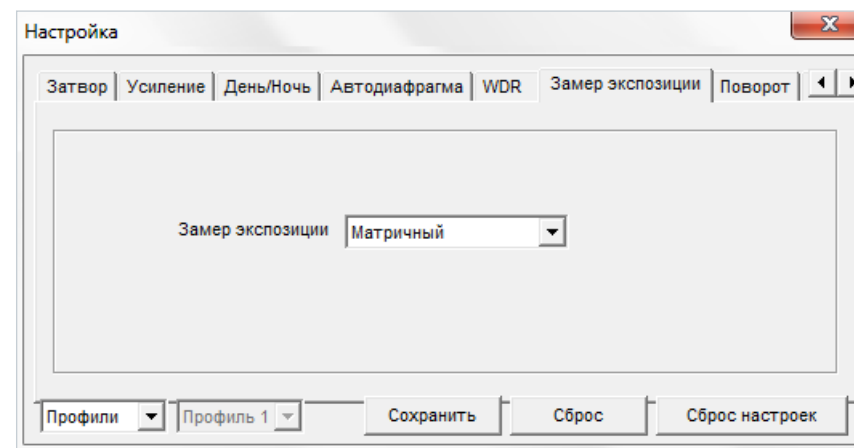 Настройка
Затвор Усиление День/Ночь Автодиафрагма WDR Замер экспозиции Поворот
Замер экспозиции Матричный
Профили Профиль 1 Сохранить Сброс Сброс настроек